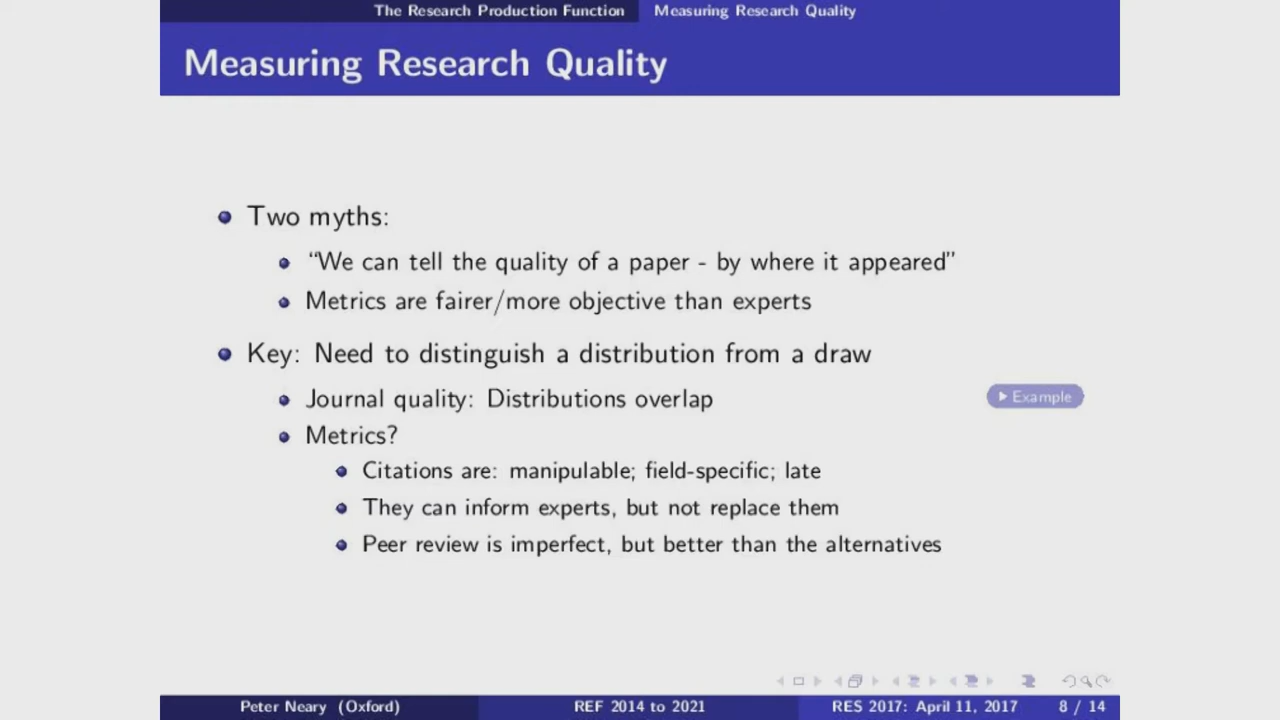 The Research Production Function Measuring Research Quality
Measuring Research Quality
Two myths:
“We can tell the quality of a paper - by where it appeared”
Metrics are fairer/more objective than experts
Key: Need to distinguish a distribution from a draw
Journal quality: Distributions overlap
Example
Metrics?
Citations are: manipulable; field-specific; late
They can inform experts, but not replace them
Peer review is imperfect, but better than the alternatives
Peter Neary (Oxford) REF 2014 to 2021 RES 2017: April 11, 2017 8 / 14